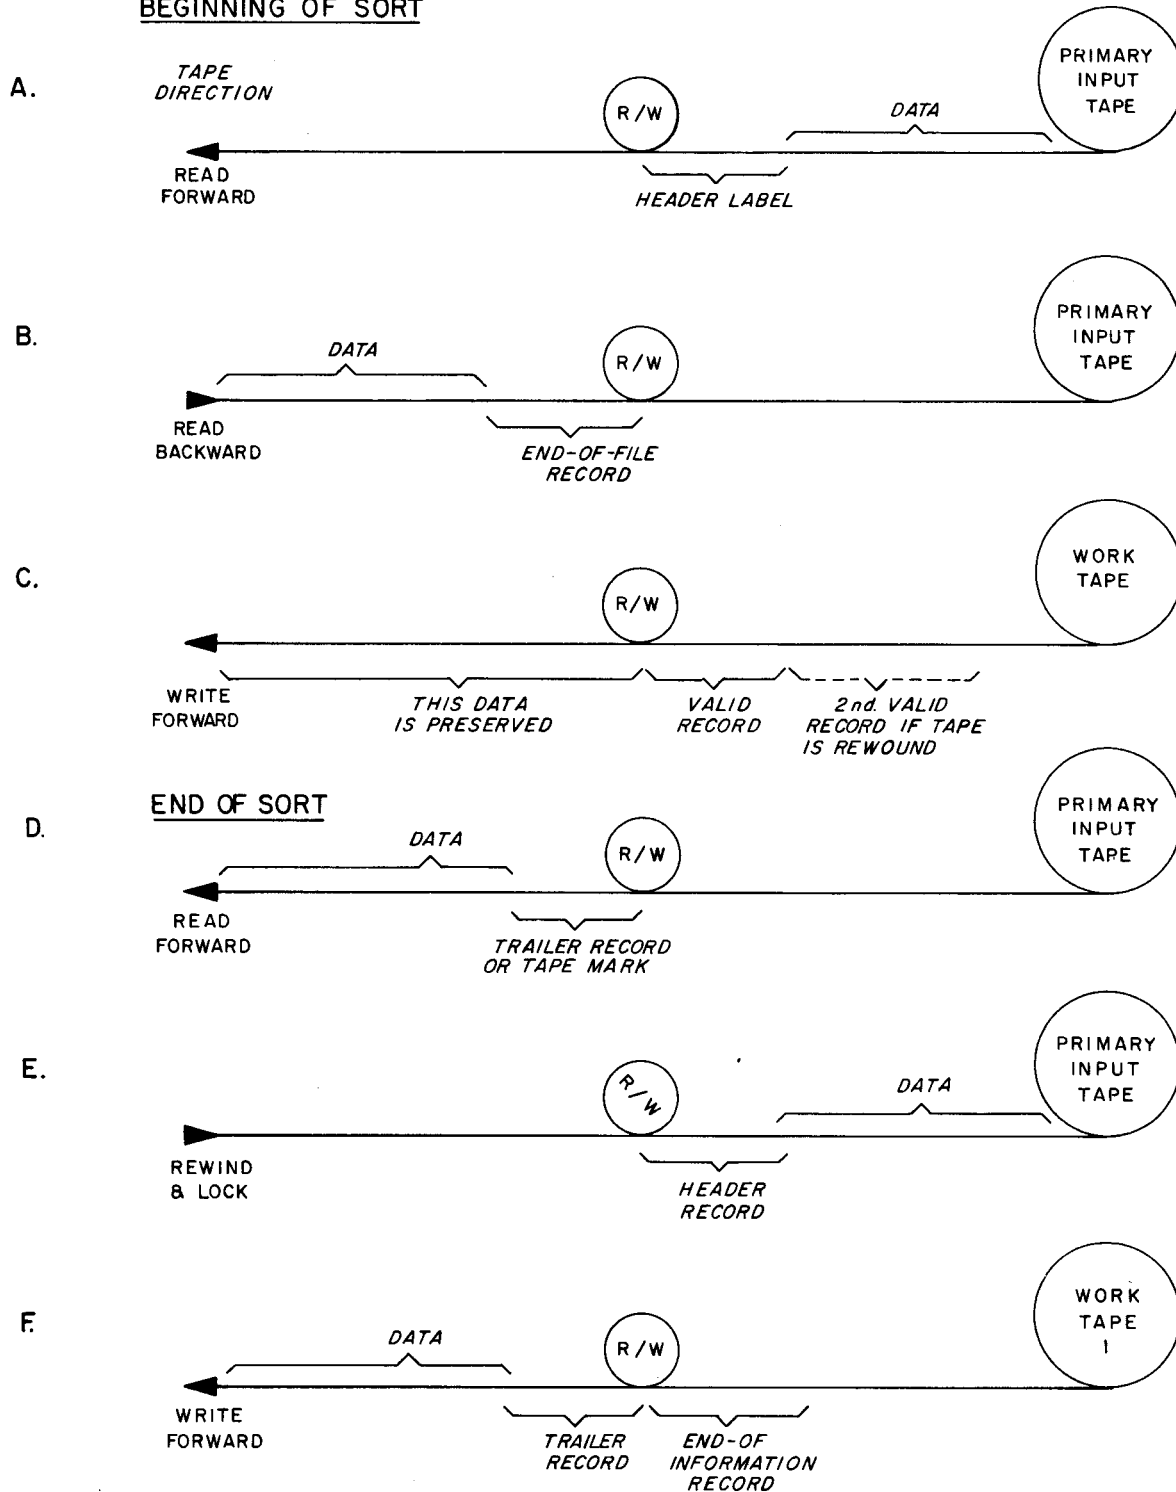 BEGINNING OF SORT
A.
TAPE
DIRECTION
R/W
DATA
PRIMARY
INPUT
TAPE
READ
FORWARD
HEADER LABEL
B.
DATA
R/W
PRIMARY
INPUT
TAPE
READ
BACKWARD
END-OF-FILE
RECORD
C.
R/W
WORK
TAPE
WRITE
FORWARD
THIS DATA
IS PRESERVED
VALID
RECORD
2nd. VALID
RECORD IF TAPE
IS REWOUND
END OF SORT
D.
DATA
R/W
PRIMARY
INPUT
TAPE
READ
FORWARD
TRAILER RECORD
OR TAPE MARK
E.
R/W
DATA
PRIMARY
INPUT
TAPE
REWIND
& LOCK
HEADER
RECORD
F.
DATA
R/W
WORK
TAPE
1
WRITE
FORWARD
TRAILER
RECORD
END-OF
INFORMATION
RECORD